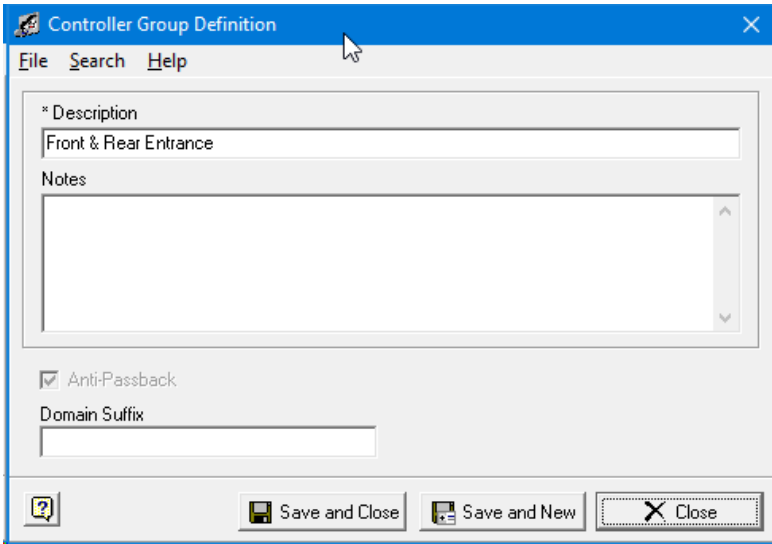 Controller Group Definition
File Search Help
* Description
Front & Rear Entrance
Notes
Anti-Passback
Domain Suffix
Save and Close Save and New Close